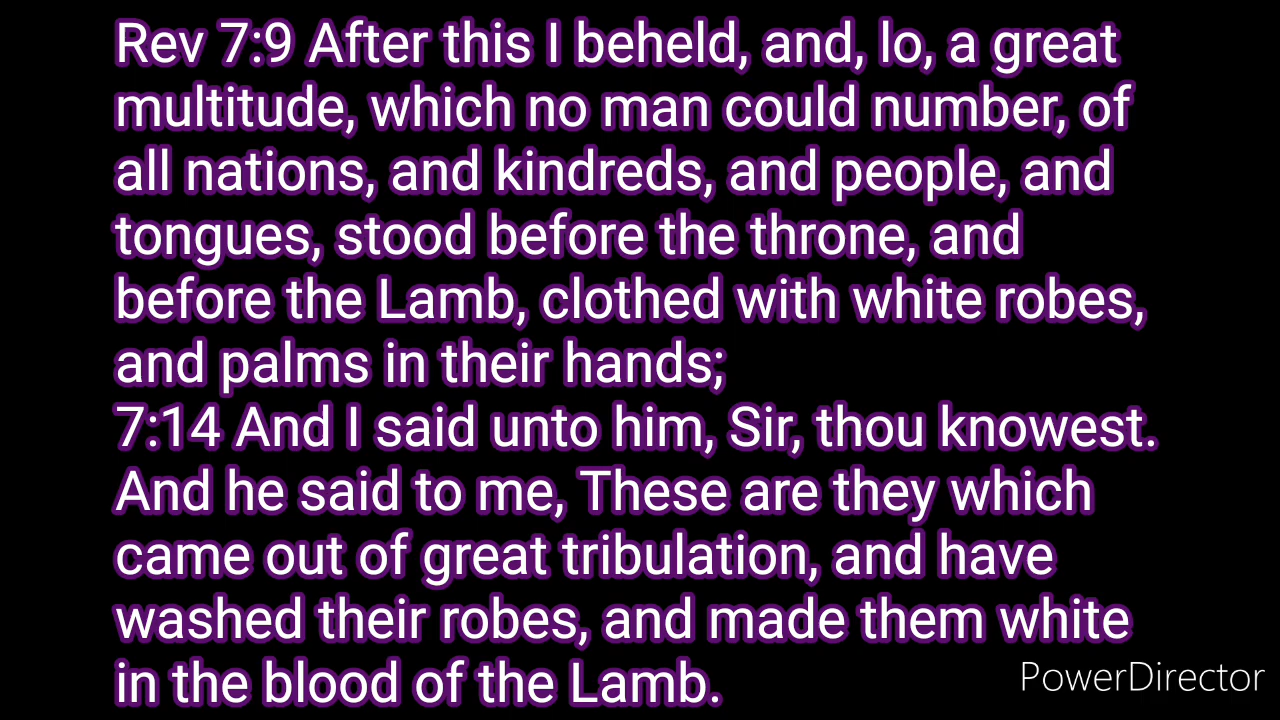 Rev 7:9 After this I beheld, and, lo, a great
multitude, which no man could number, of
all nations, and kindreds, and people, and
tongues, stood before the throne, and
before the Lamb, clothed with white robes,
and palms in their hands;
7:14 And I said unto him, Sir, thou knowest.
And he said to me, These are they which
came out of great tribulation, and have
washed their robes, and made them white
in the blood of the Lamb.
PowerDirector